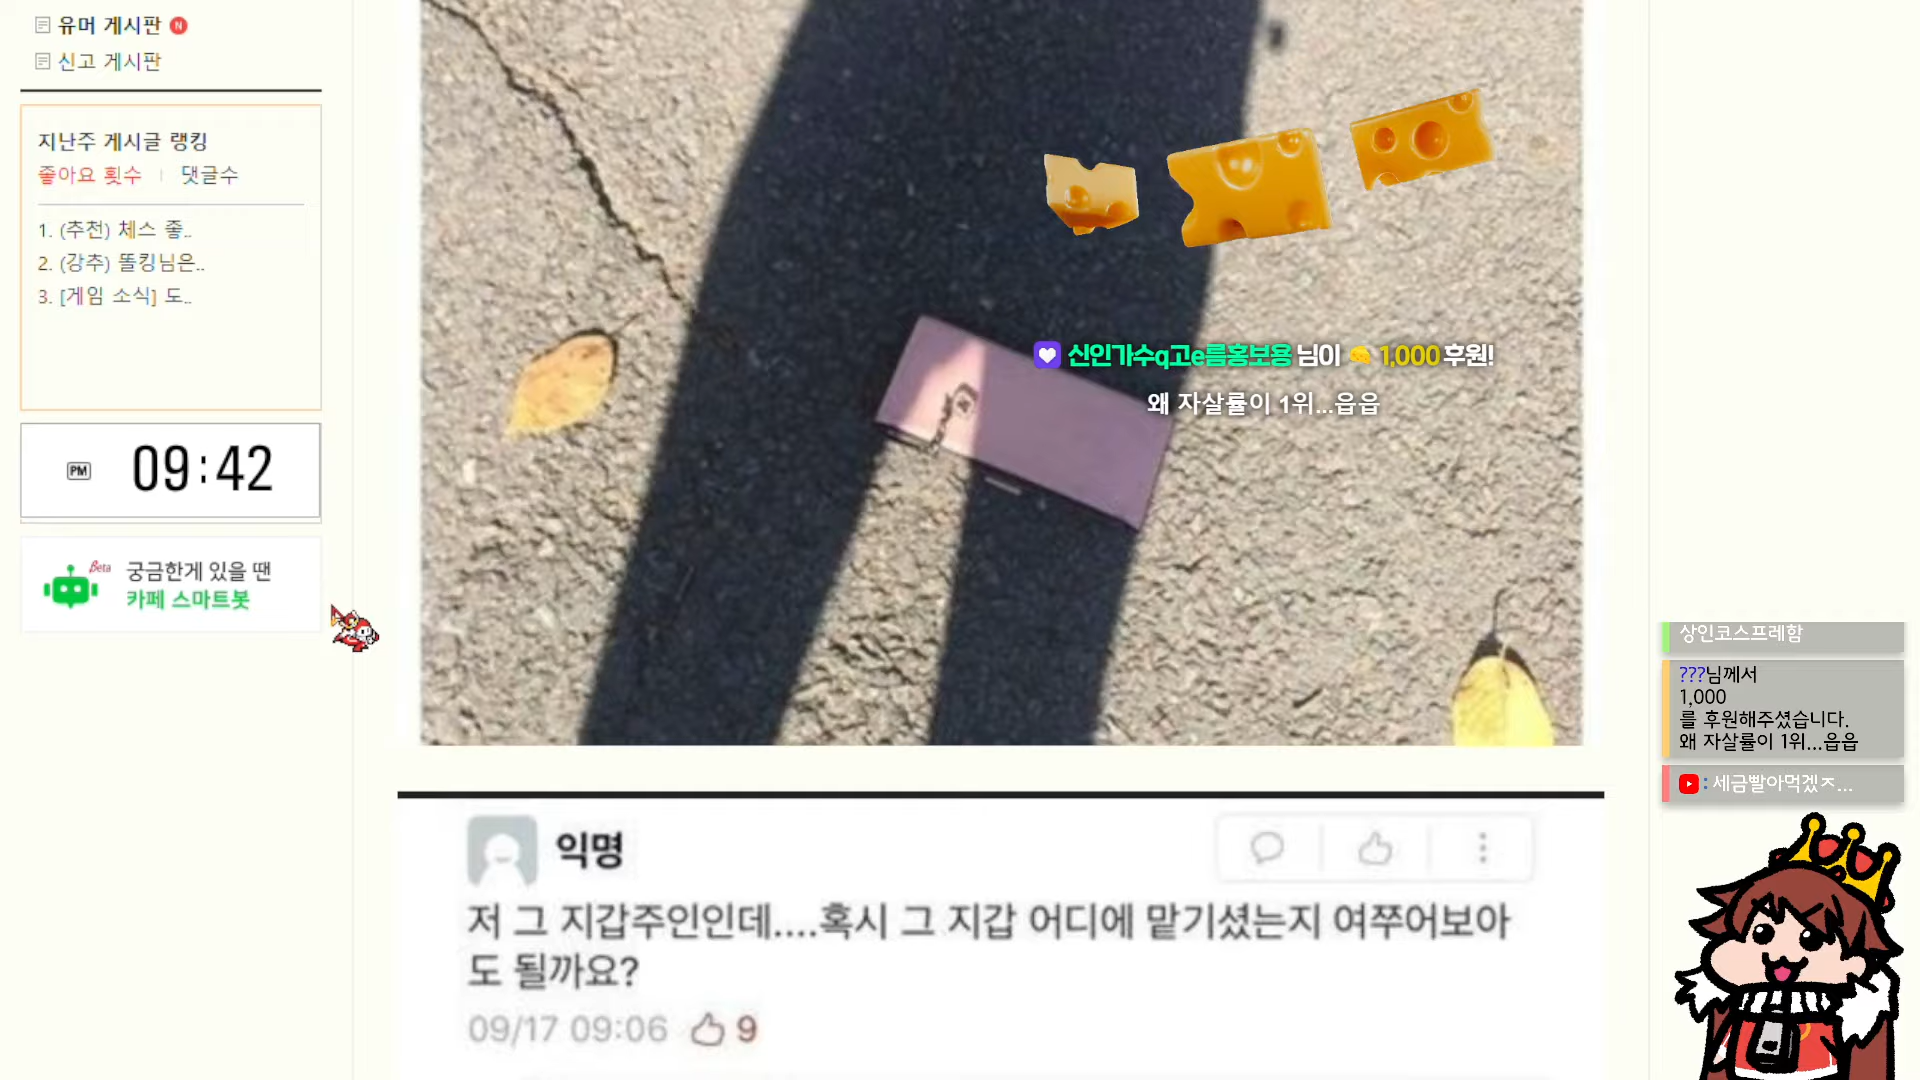 유머 게시판 N
신고 게시판
지난주 게시글 랭킹
좋아요 횟수 | 댓글수
1. (추천) 체스 좋..
2. (강추) 똘킹님은..
3. [게임 소식] 도..
PM 09:42
Beta 궁금한게 있을 땐
카페 스마트봇
신인가수q고e름홍보용 님이 1,000 후원!
왜 자살률이 1위...읍읍
익명
저 그 지갑주인인데....혹시 그 지갑 어디에 맡기셨는지 여쭈어보아
도 될까요?
09/17 09:06 9
상인코스프레함
???님께서
1,000
를 후원해주셨습니다.
왜 자살률이 1위...읍읍
: 세금빨아먹겠ㅈ...